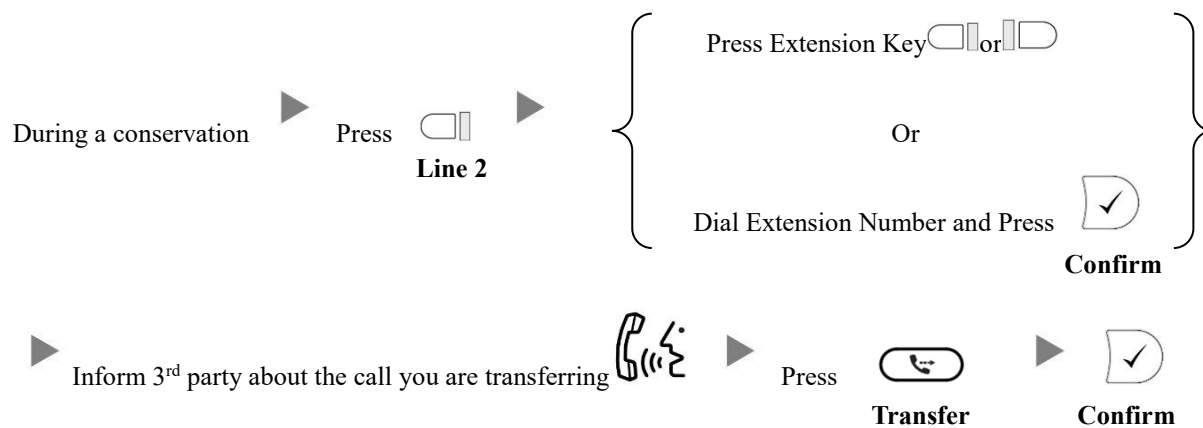 Press Extension Key or
During a conservation Press Or
Line 2
Dial Extension Number and Press
Confirm
Inform 3rd party about the call you are transferring Press
Transfer Confirm